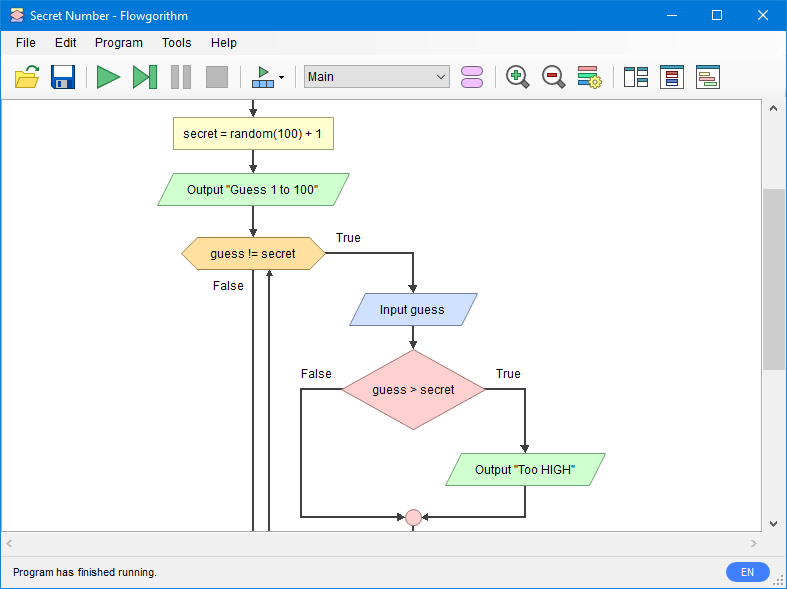 Secret Number - Flowgorithm
File Edit Program Tools Help
Main
secret = random(100) + 1
Output "Guess 1 to 100"
guess != secret
True
False
Input guess
guess > secret
False
True
Output "Too HIGH"
Program has finished running.
EN